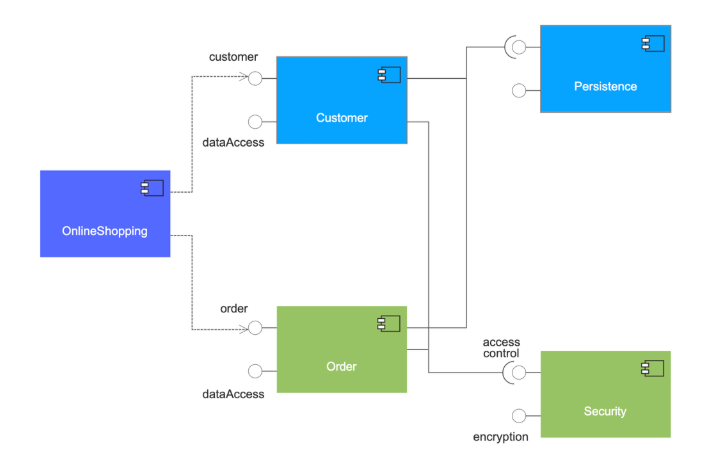 customer
Customer
dataAccess
Persistence
OnlineShopping
order
Order
dataAccess
access
control
Security
encryption